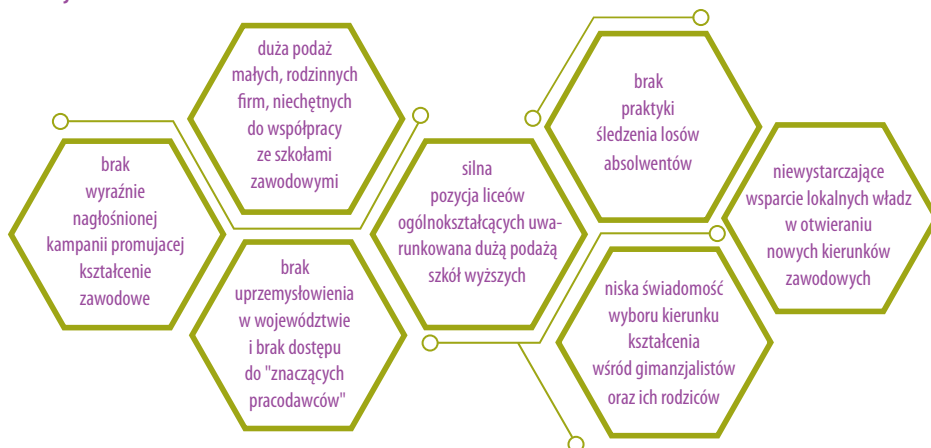 duża podaż
małych, rodzinnych
firm, niechętnych
do współpracy
ze szkołami
zawodowymi
brak
praktyki
śledzenia losów
absolwentów
brak
wyraźnie
nagłośnionej
kampanii promujacej
kształcenie
zawodowe
silna
pozycja liceów
ogólnokształcących uwa-
runkowana dużą podażą
szkół wyższych
niewystarczające
wsparcie lokalnych władz
w otwieraniu
nowych kierunków
zawodowych
brak
uprzemysłowienia
w województwie
i brak dostępu
do "znaczących
pracodawców"
niska świadomość
wyboru kierunku
kształcenia
wśród gimanzjalistów
oraz ich rodziców